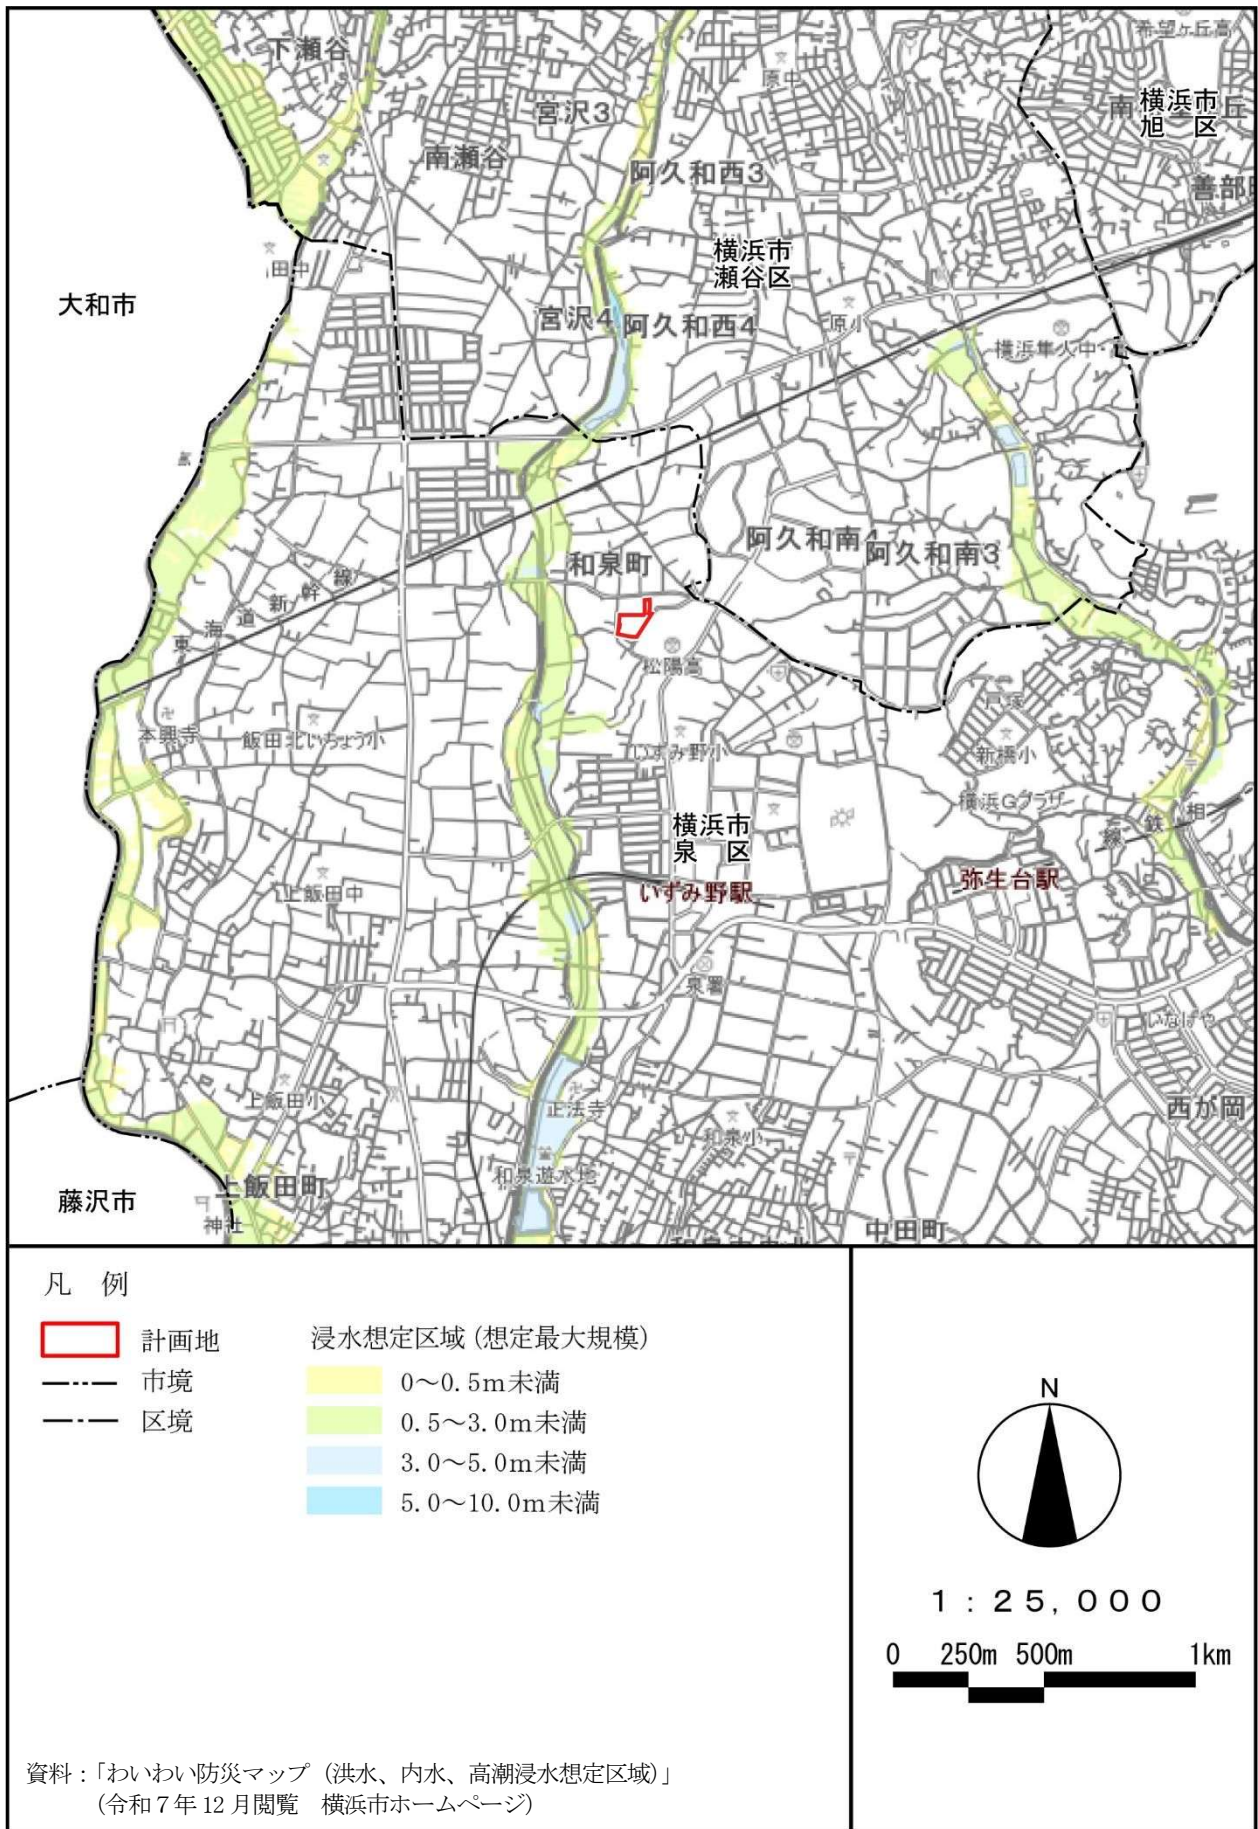 下瀬谷
希望ヶ丘高
原中
宮沢3
横浜市
旭　区
南瀬谷
阿久和西3
横浜市
瀬谷区
大和市
宮沢4
阿久和西4
原小
横浜隼人中
和泉町
阿久和南4
阿久和南3
東海道新幹線
松陽高
戸塚
本興寺
飯田北いちょう小
いずみ野小
新橋小
横浜Gプラザ
横浜市
泉　区
相鉄線
上飯田中
いずみ野駅
弥生台駅
泉署
いなげや
上飯田小
正法寺
和泉小
西が岡
和泉遊水地
上飯田町
藤沢市
神社
中田町
凡　例
計画地
市境
区境
浸水想定区域（想定最大規模）
0～0.5m未満
0.5～3.0m未満
3.0～5.0m未満
5.0～10.0m未満
N
1：25,000
0　250m　500m　1km
資料：「わいわい防災マップ（洪水、内水、高潮浸水想定区域）」
（令和7年12月閲覧　横浜市ホームページ）